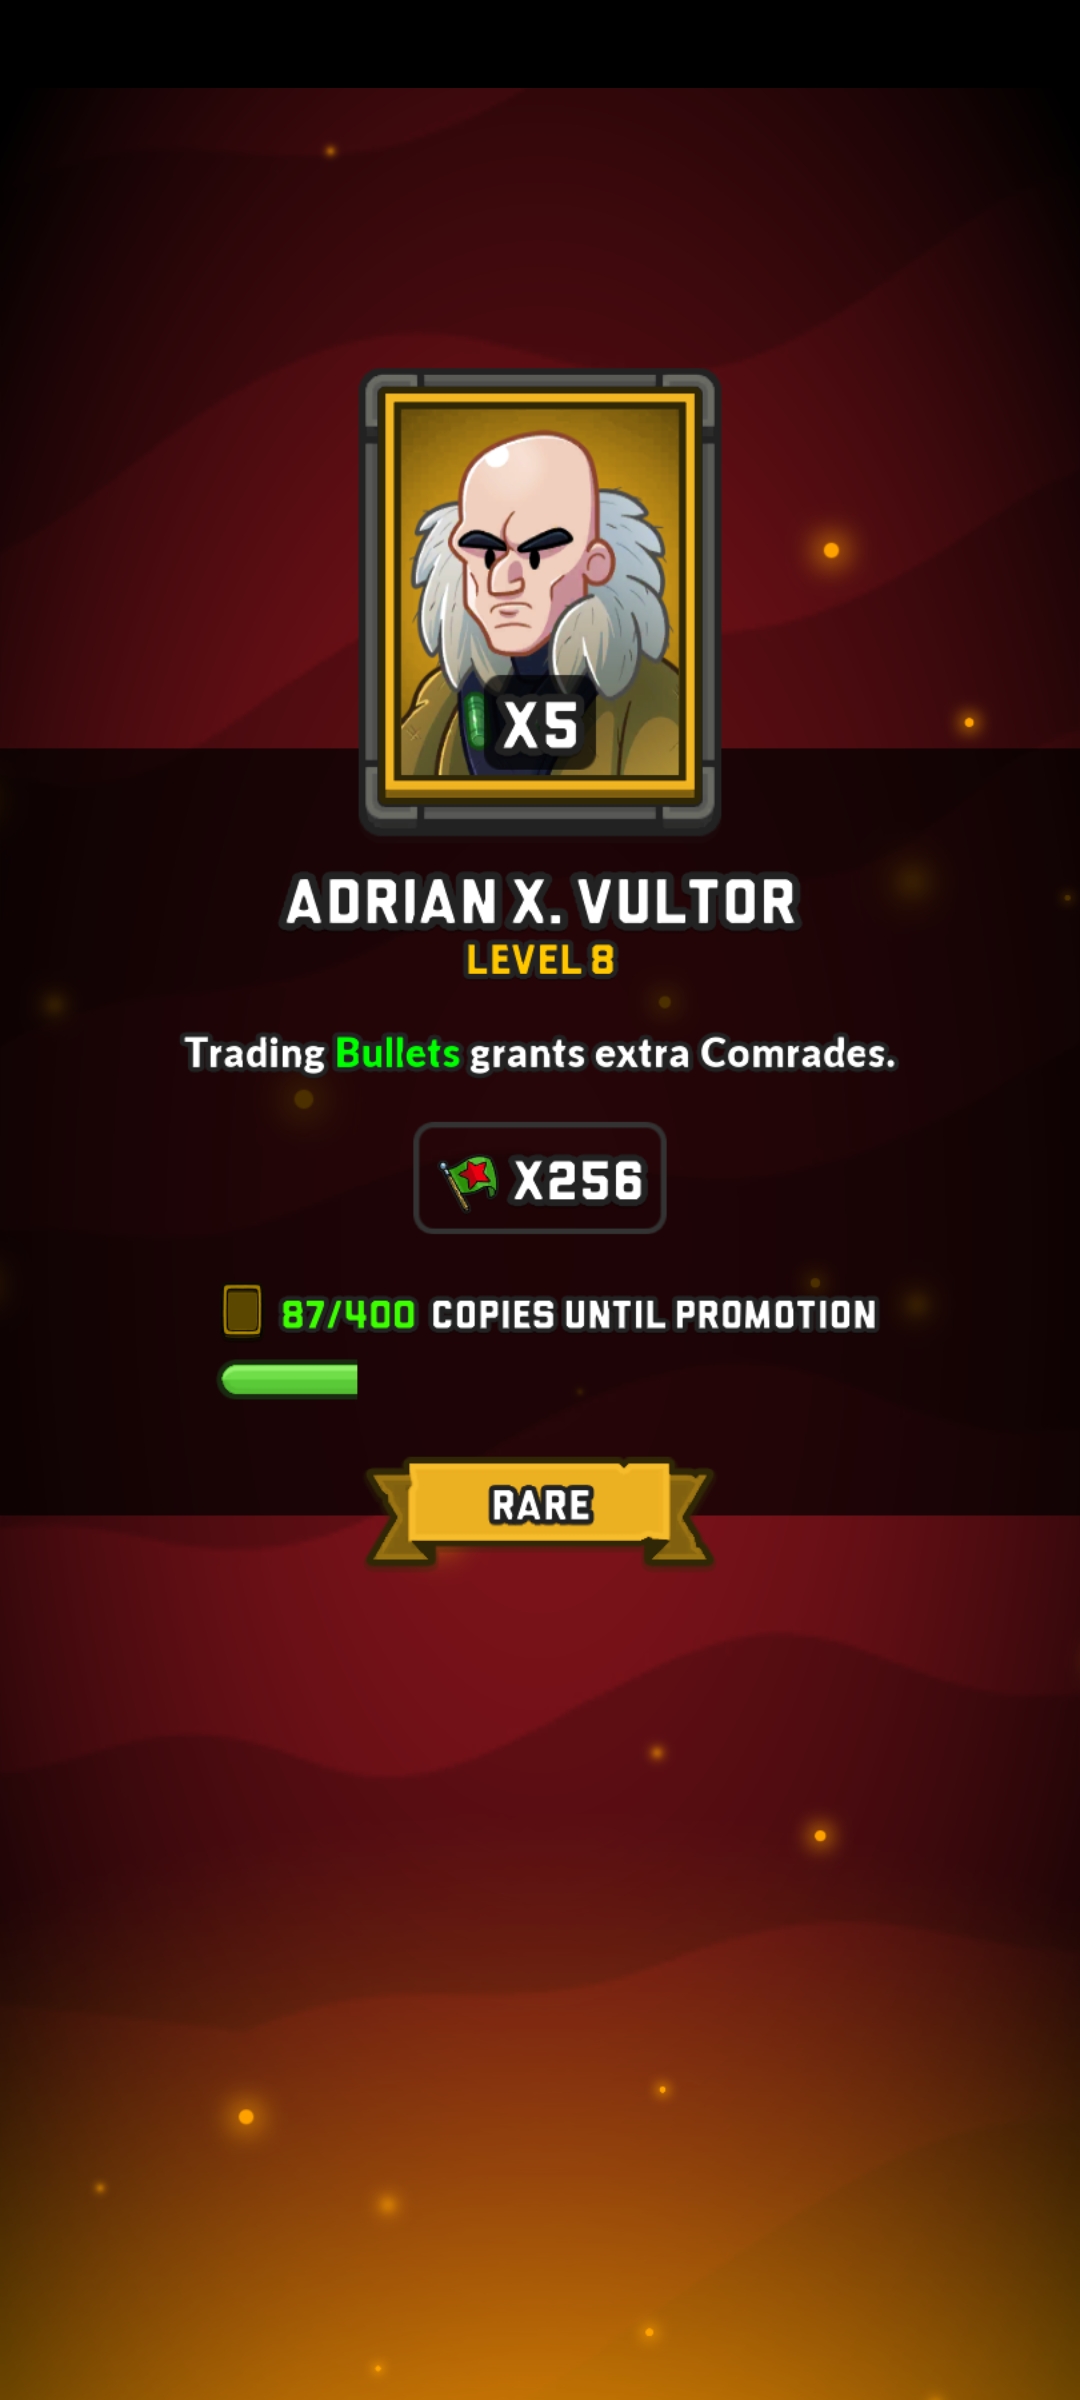 X5
ADRIAN X. VULTOR
LEVEL 8
Trading Bullets grants extra Comrades.
X256
87/400 COPIES UNTIL PROMOTION
RARE